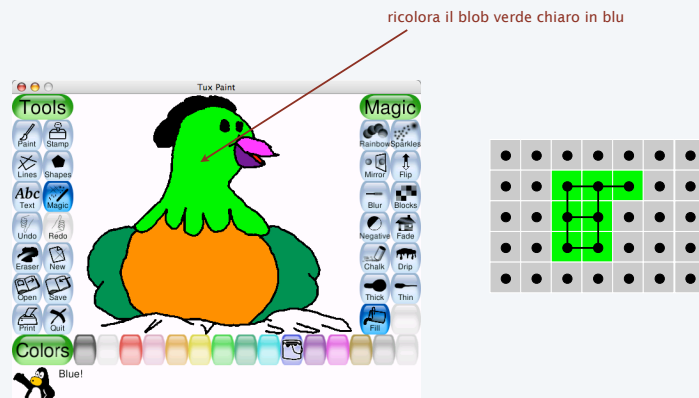 ricolora il blob verde chiaro in blu
Tux Paint
Tools
Magic
Paint Stamp
Rainbow Sparkles
Lines Shapes
Mirror Flip
Abc
Text Magic
Blur Blocks
Undo Redo
Negative Fade
Eraser New
Chalk Drip
Open Save
Thick Thin
Print Quit
Fill
Colors
Blue!